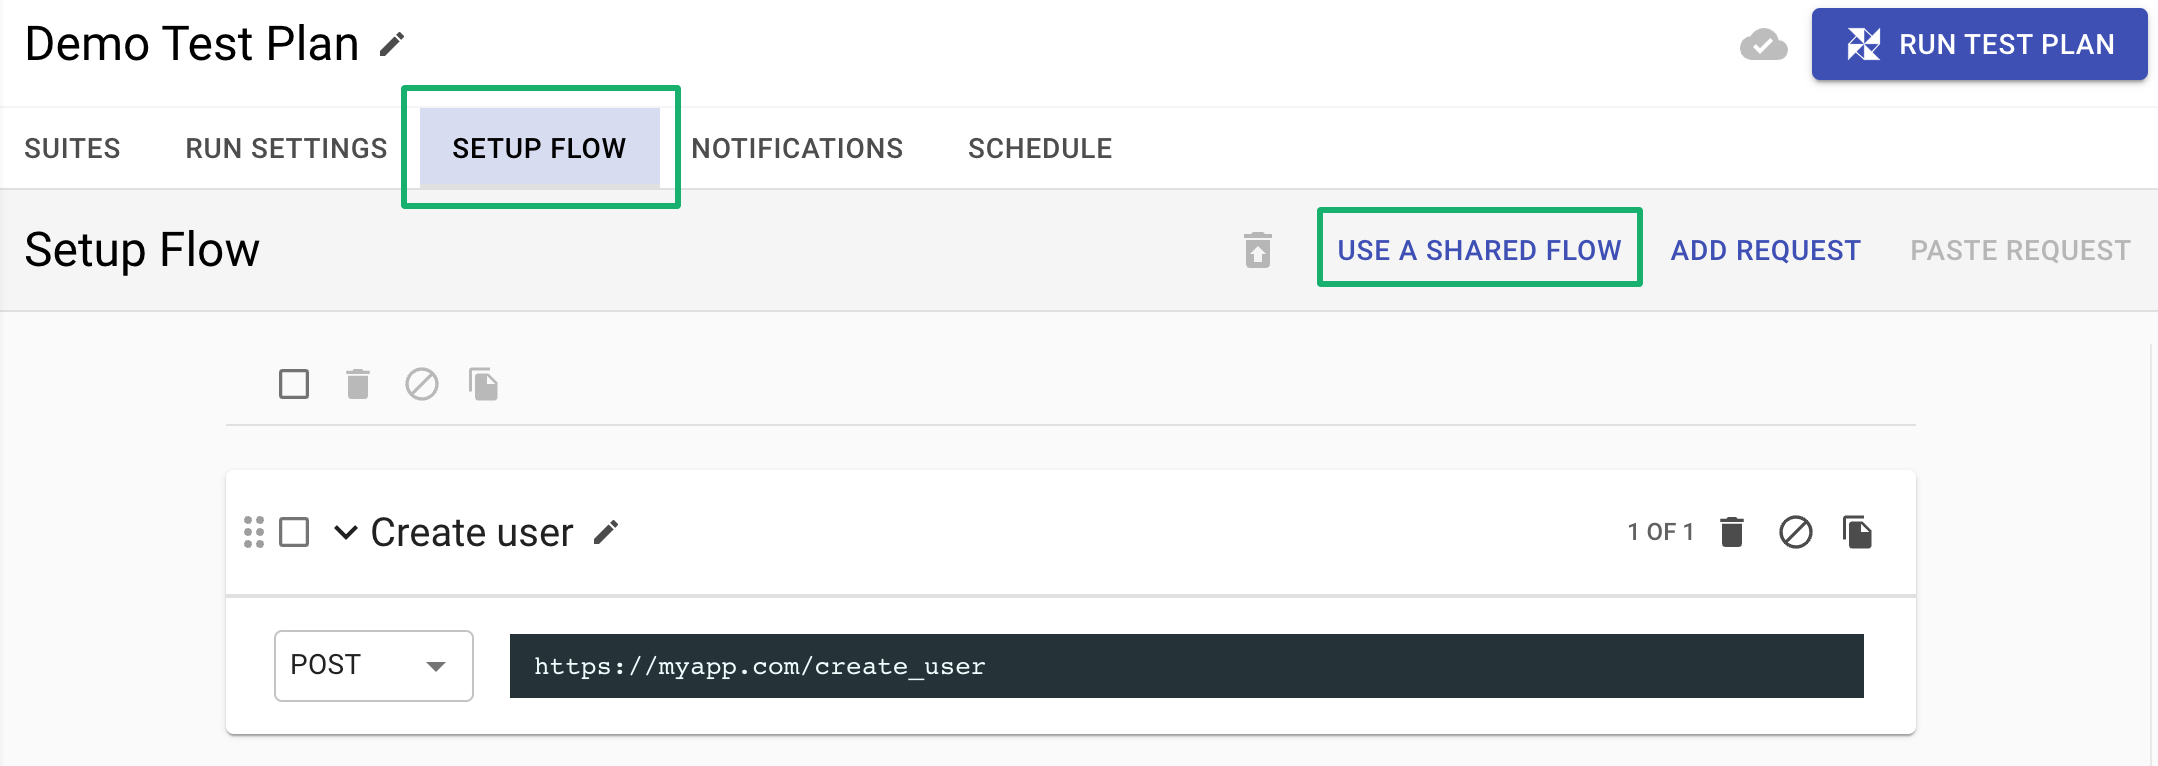 Demo Test Plan
RUN TEST PLAN
SUITES RUN SETTINGS SETUP FLOW NOTIFICATIONS SCHEDULE
Setup Flow
USE A SHARED FLOW ADD REQUEST PASTE REQUEST
Create user
1 OF 1
POST
https://myapp.com/create_user